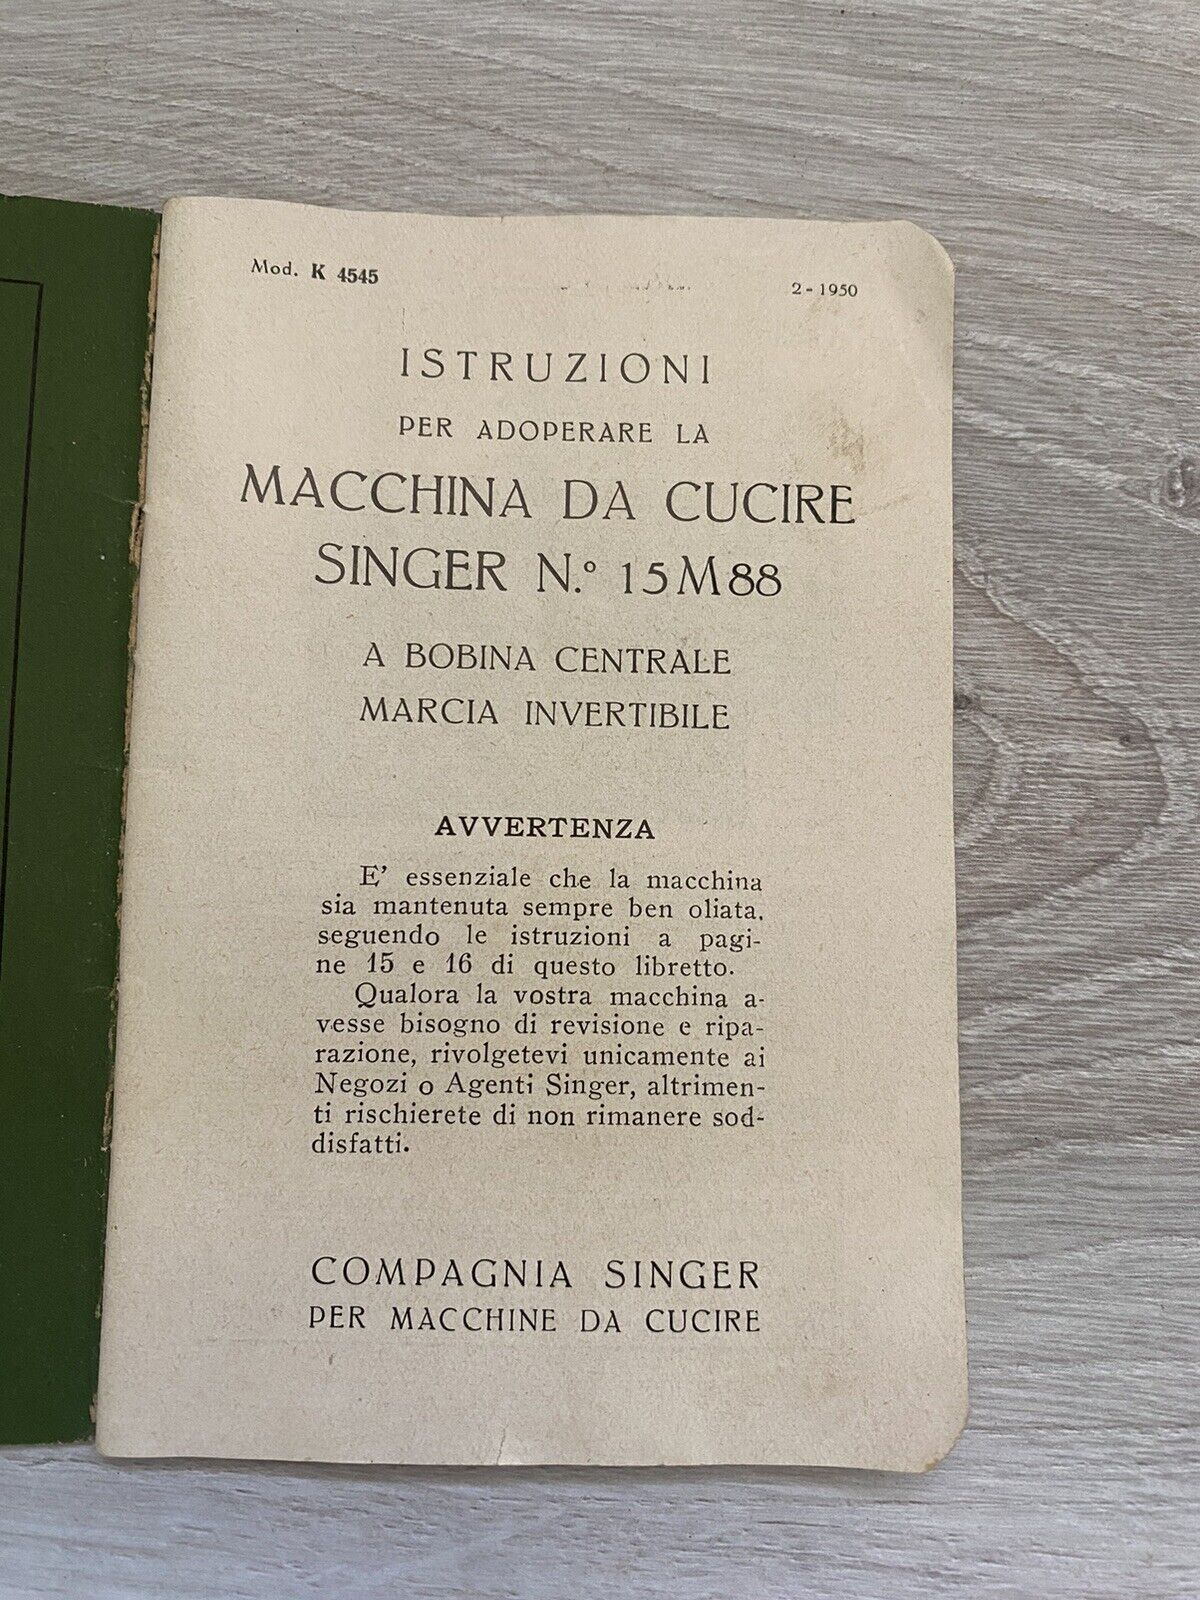 Mod. K 4545
2 - 1950
ISTRUZIONI
PER ADOPERARE LA
MACCHINA DA CUCIRE
SINGER N.º 15 M 88
A BOBINA CENTRALE
MARCIA INVERTIBILE
AVVERTENZA
E' essenziale che la macchina
sia mantenuta sempre ben oliata.
seguendo le istruzioni a pagi-
ne 15 e 16 di questo libretto.
Qualora la vostra macchina a-
vesse bisogno di revisione e ripa-
razione, rivolgetevi unicamente ai
Negozi o Agenti Singer, altrimen-
ti rischierete di non rimanere sod-
disfatti.
COMPAGNIA SINGER
PER MACCHINE DA CUCIRE